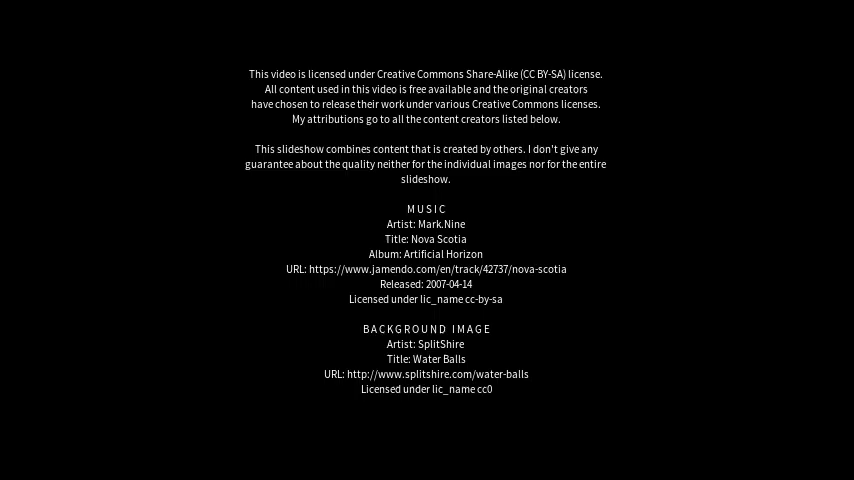 This video is licensed under Creative Commons Share-Alike (CC BY-SA) license.
All content used in this video is free available and the original creators
have chosen to release their work under various Creative Commons licenses.
My attributions go to all the content creators listed below.
This slideshow combines content that is created by others. I don't give any
guarantee about the quality neither for the individual images nor for the entire
slideshow.
MUSIC
Artist: Mark.Nine
Title: Nova Scotia
Album: Artificial Horizon
URL: https://www.jamendo.com/en/track/42737/nova-scotia
Released: 2007-04-14
Licensed under lic_name cc-by-sa
BACKGROUND IMAGE
Artist: SplitShire
Title: Water Balls
URL: http://www.splitshire.com/water-balls
Licensed under lic_name cc0